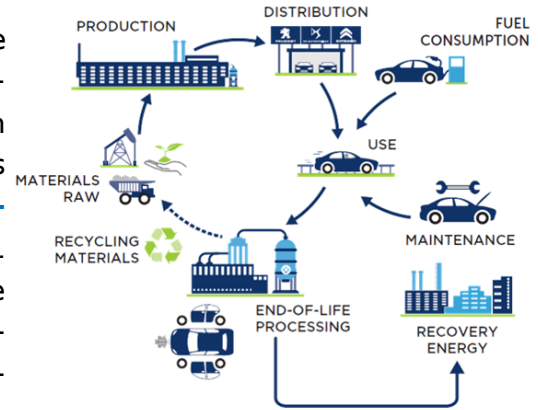 e
-
n
s
-
e
-
-
PRODUCTION
DISTRIBUTION
FUEL
CONSUMPTION
USE
MATERIALS
RAW
RECYCLING
MATERIALS
MAINTENANCE
END-OF-LIFE
PROCESSING
RECOVERY
ENERGY